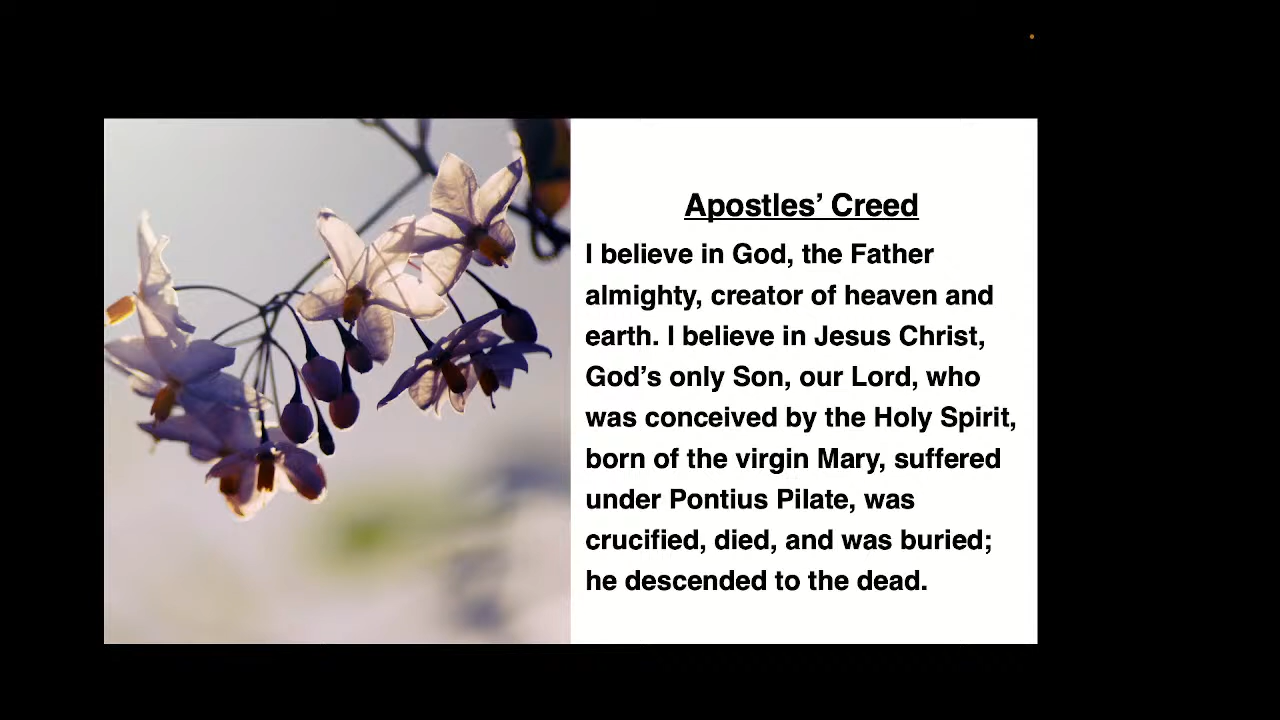 Apostles’ Creed
I believe in God, the Father
almighty, creator of heaven and
earth. I believe in Jesus Christ,
God’s only Son, our Lord, who
was conceived by the Holy Spirit,
born of the virgin Mary, suffered
under Pontius Pilate, was
crucified, died, and was buried;
he descended to the dead.